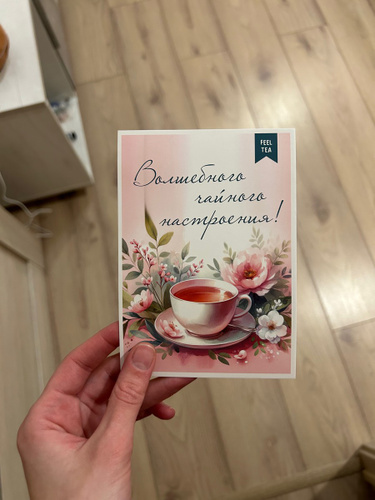 FEEL
TEA
Волшебного
чайного
настроения!